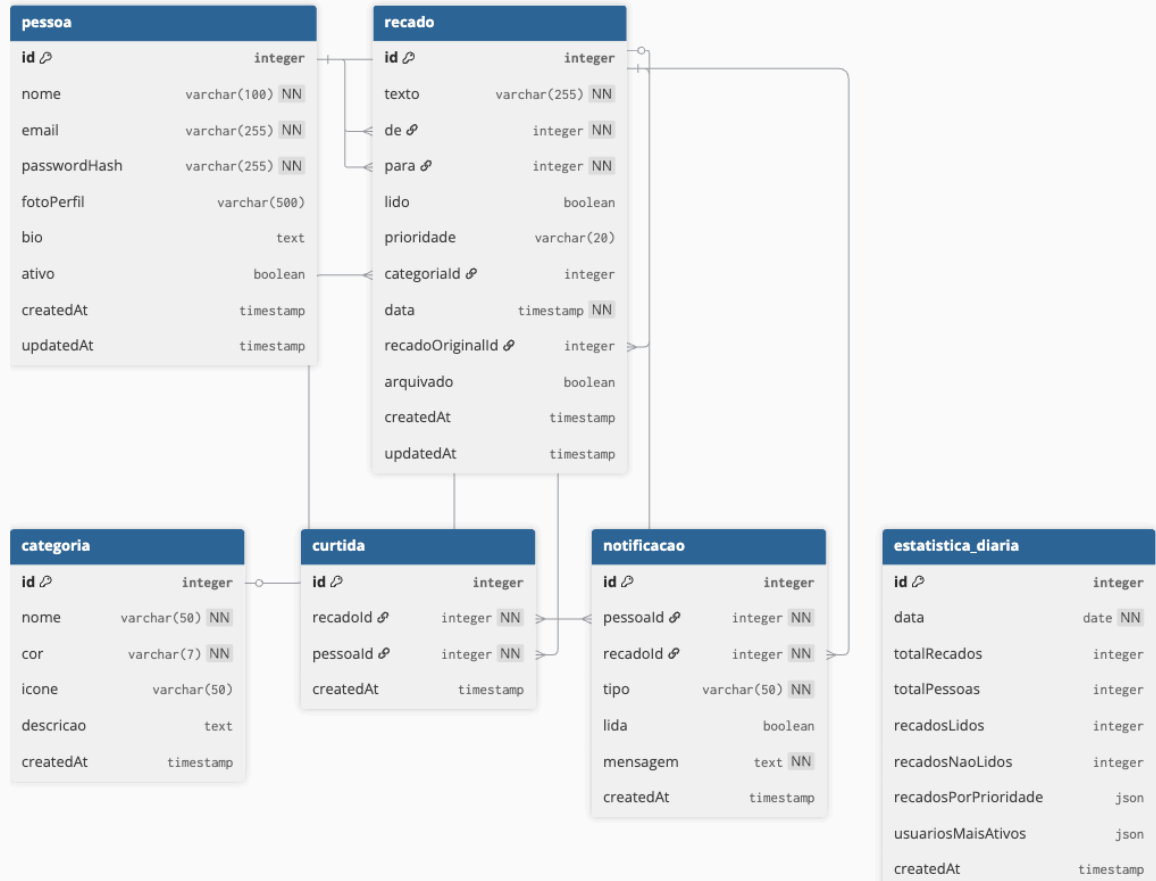 pessoa
id integer
nome varchar(100) NN
email varchar(255) NN
passwordHash varchar(255) NN
fotoPerfil varchar(500)
bio text
ativo boolean
createdAt timestamp
updatedAt timestamp
recado
id integer
texto varchar(255) NN
de integer NN
para integer NN
lido boolean
prioridade varchar(20)
categoriaId integer
data timestamp NN
recadoOriginalId integer
arquivado boolean
createdAt timestamp
updatedAt timestamp
categoria
id integer
nome varchar(50) NN
cor varchar(7) NN
icone varchar(50)
descricao text
createdAt timestamp
curtida
id integer
recadoId integer NN
pessoaId integer NN
createdAt timestamp
notificacao
id integer
pessoaId integer NN
recadoId integer NN
tipo varchar(50) NN
lida boolean
mensagem text NN
createdAt timestamp
estatistica_diaria
id integer
data date NN
totalRecados integer
totalPessoas integer
recadosLidos integer
recadosNaoLidos integer
recadosPorPrioridade json
usuariosMaisAtivos json
createdAt timestamp